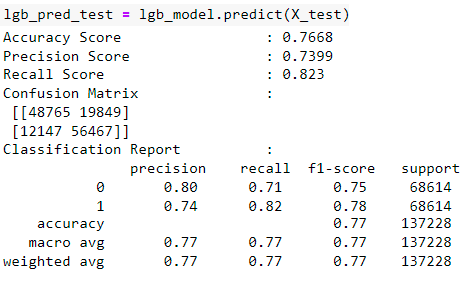 lgb_pred_test = lgb_model.predict(X_test)
Accuracy Score : 0.7668
Precision Score : 0.7399
Recall Score : 0.823
Confusion Matrix :
[[48765 19849]
[12147 56467]]
Classification Report :
precision recall f1-score support
0 0.80 0.71 0.75 68614
1 0.74 0.82 0.78 68614
accuracy 0.77 137228
macro avg 0.77 0.77 0.77 137228
weighted avg 0.77 0.77 0.77 137228